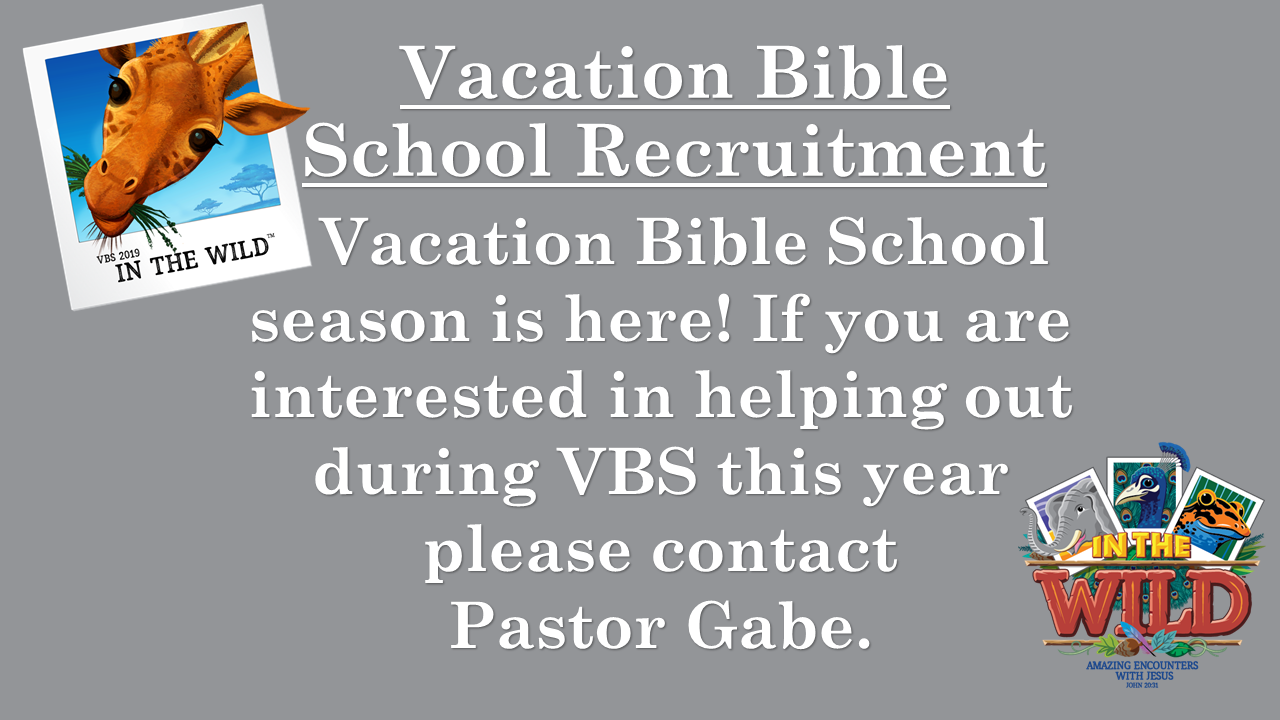 Vacation Bible
School Recruitment
VBS 2019
IN THE WILD™
Vacation Bible School
season is here! If you are
interested in helping out
during VBS this year
please contact
Pastor Gabe.
IN THE
WILD
AMAZING ENCOUNTERS
WITH JESUS
JOHN 20:31